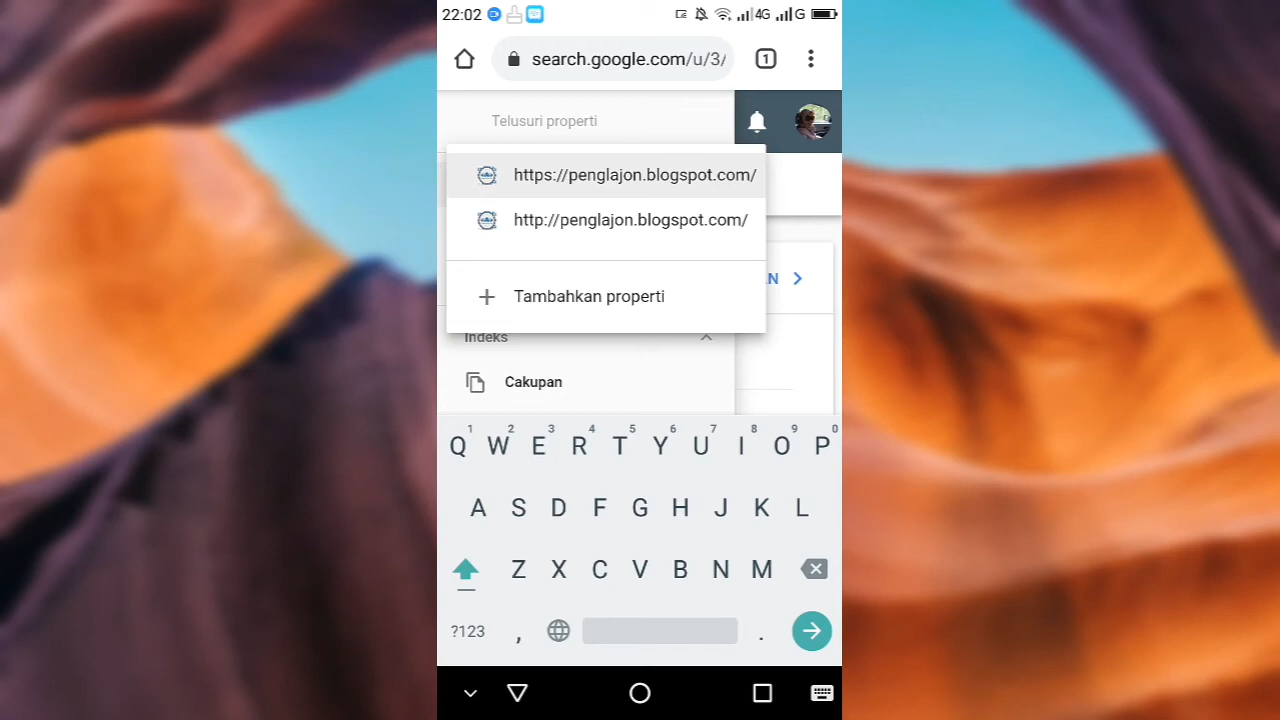 22:02
4G
G
search.google.com/u/3/
1
Telusuri properti
https://penglajon.blogspot.com/
http://penglajon.blogspot.com/
N
Tambahkan properti
Indeks
Cakupan
1 2 3 4 5 6 7 8 9 0
Q W E R T Y U I O P
A S D F G H J K L
Z X C V B N M
?123 , .